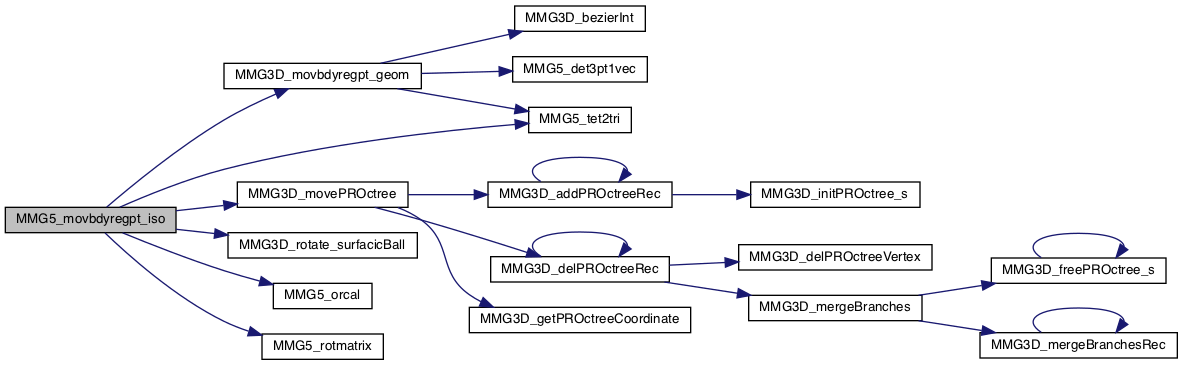 MMG3D_bezierInt
MMG3D_movbdyregpt_geom
MMG5_det3pt1vec
MMG5_tet2tri
MMG3D_movePROctree
MMG3D_addPROctreeRec
MMG3D_initPROctree_s
MMG5_movbdyregpt_iso
MMG3D_rotate_surfacicBall
MMG3D_delPROctreeRec
MMG3D_delPROctreeVertex
MMG3D_freePROctree_s
MMG5_orcal
MMG3D_mergeBranches
MMG3D_getPROctreeCoordinate
MMG5_rotmatrix
MMG3D_mergeBranchesRec